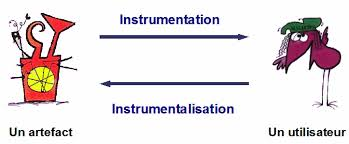 Instrumentation
Instrumentalisation
Un artefact
Un utilisateur